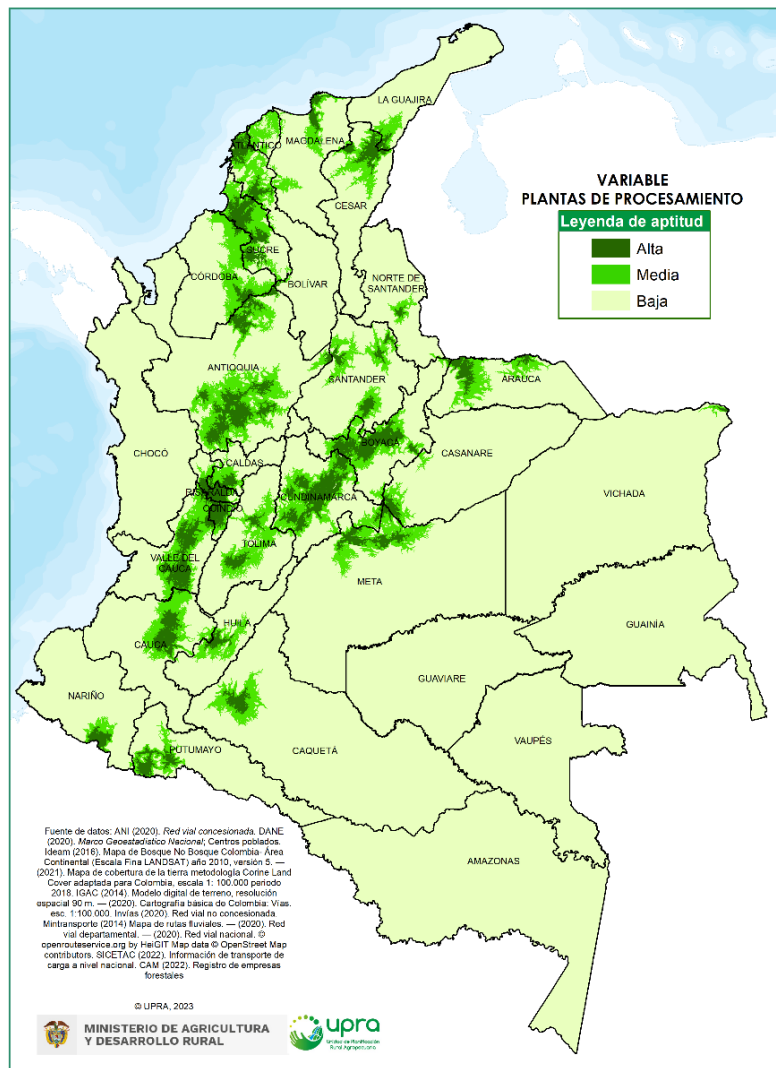 LA GUAJIRA
ATLÁNTICO
MAGDALENA
CESAR
VARIABLE
PLANTAS DE PROCESAMIENTO
Leyenda de aptitud
Alta
Media
Baja
SUCRE
CÓRDOBA
BOLÍVAR
NORTE DE
SANTANDER
ANTIOQUIA
SANTANDER
ARAUCA
BOYACÁ
CHOCÓ
CALDAS
CASANARE
RISARALDA
CUNDINAMARCA
VICHADA
QUINDÍO
TOLIMA
VALLE DEL
CAUCA
META
GUAINÍA
HUILA
CAUCA
GUAVIARE
NARIÑO
VAUPÉS
PUTUMAYO
CAQUETÁ
AMAZONAS
Fuente de datos: ANI (2020). Red vial concesionada. DANE
(2020). Marco Geoestadístico Nacional; Centros poblados.
Ideam (2016). Mapa de Bosque No Bosque Colombia- Área
Continental (Escala Fina LANDSAT) año 2010, versión 5. —
(2021). Mapa de cobertura de la tierra metodología Corine Land
Cover adaptada para Colombia, escala 1: 100.000 periodo
2018. IGAC (2014). Modelo digital de terreno, resolución
espacial 90 m. — (2020). Cartografía básica de Colombia: Vías.
esc. 1:100.000. Invías (2020). Red vial no concesionada.
Mintransporte (2014) Mapa de rutas fluviales. — (2020). Red
vial departamental. — (2020). Red vial nacional. ©
openrouteservice.org by HeiGIT Map data © OpenStreet Map
contributors. SICETAC (2022). Información de transporte de
carga a nivel nacional. CAM (2022). Registro de empresas
forestales
© UPRA, 2023
MINISTERIO DE AGRICULTURA
Y DESARROLLO RURAL
upra
Unidad de Planificación
Rural Agropecuaria